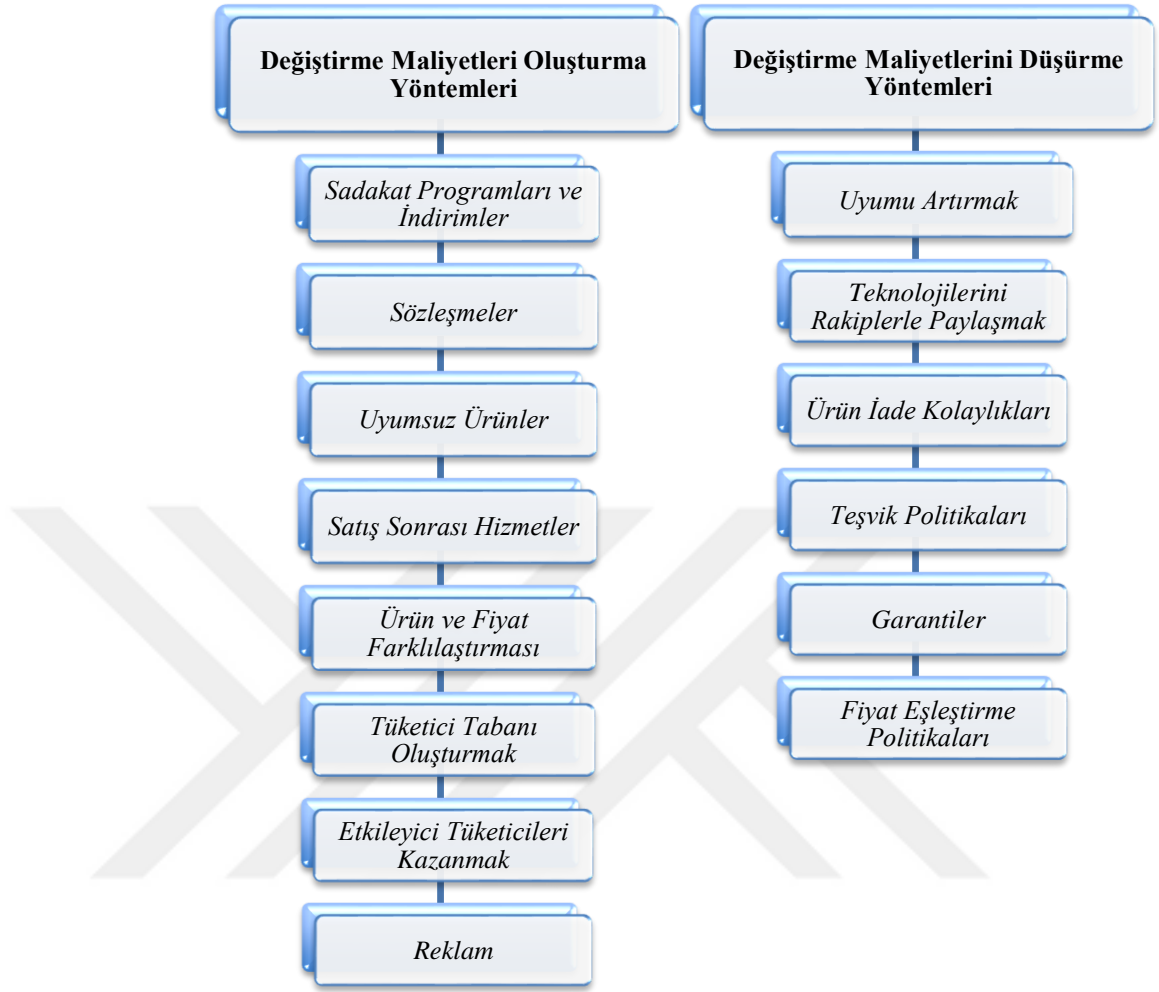 Değiştirme Maliyetleri Oluşturma
Yöntemleri
Sadakat Programları ve
İndirimler
Sözleşmeler
Uyumsuz Ürünler
Satış Sonrası Hizmetler
Ürün ve Fiyat
Farklılaştırması
Tüketici Tabanı
Oluşturmak
Etkileyici Tüketicileri
Kazanmak
Reklam
Değiştirme Maliyetlerini Düşürme
Yöntemleri
Uyumu Artırmak
Teknolojilerini
Rakiplerle Paylaşmak
Ürün İade Kolaylıkları
Teşvik Politikaları
Garantiler
Fiyat Eşleştirme
Politikaları